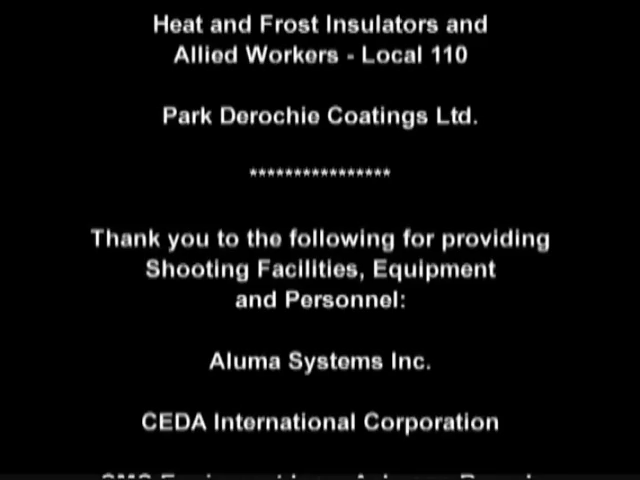 Heat and Frost Insulators and
Allied Workers - Local 110
Park Derochie Coatings Ltd.
****************
Thank you to the following for providing
Shooting Facilities, Equipment
and Personnel:
Aluma Systems Inc.
CEDA International Corporation